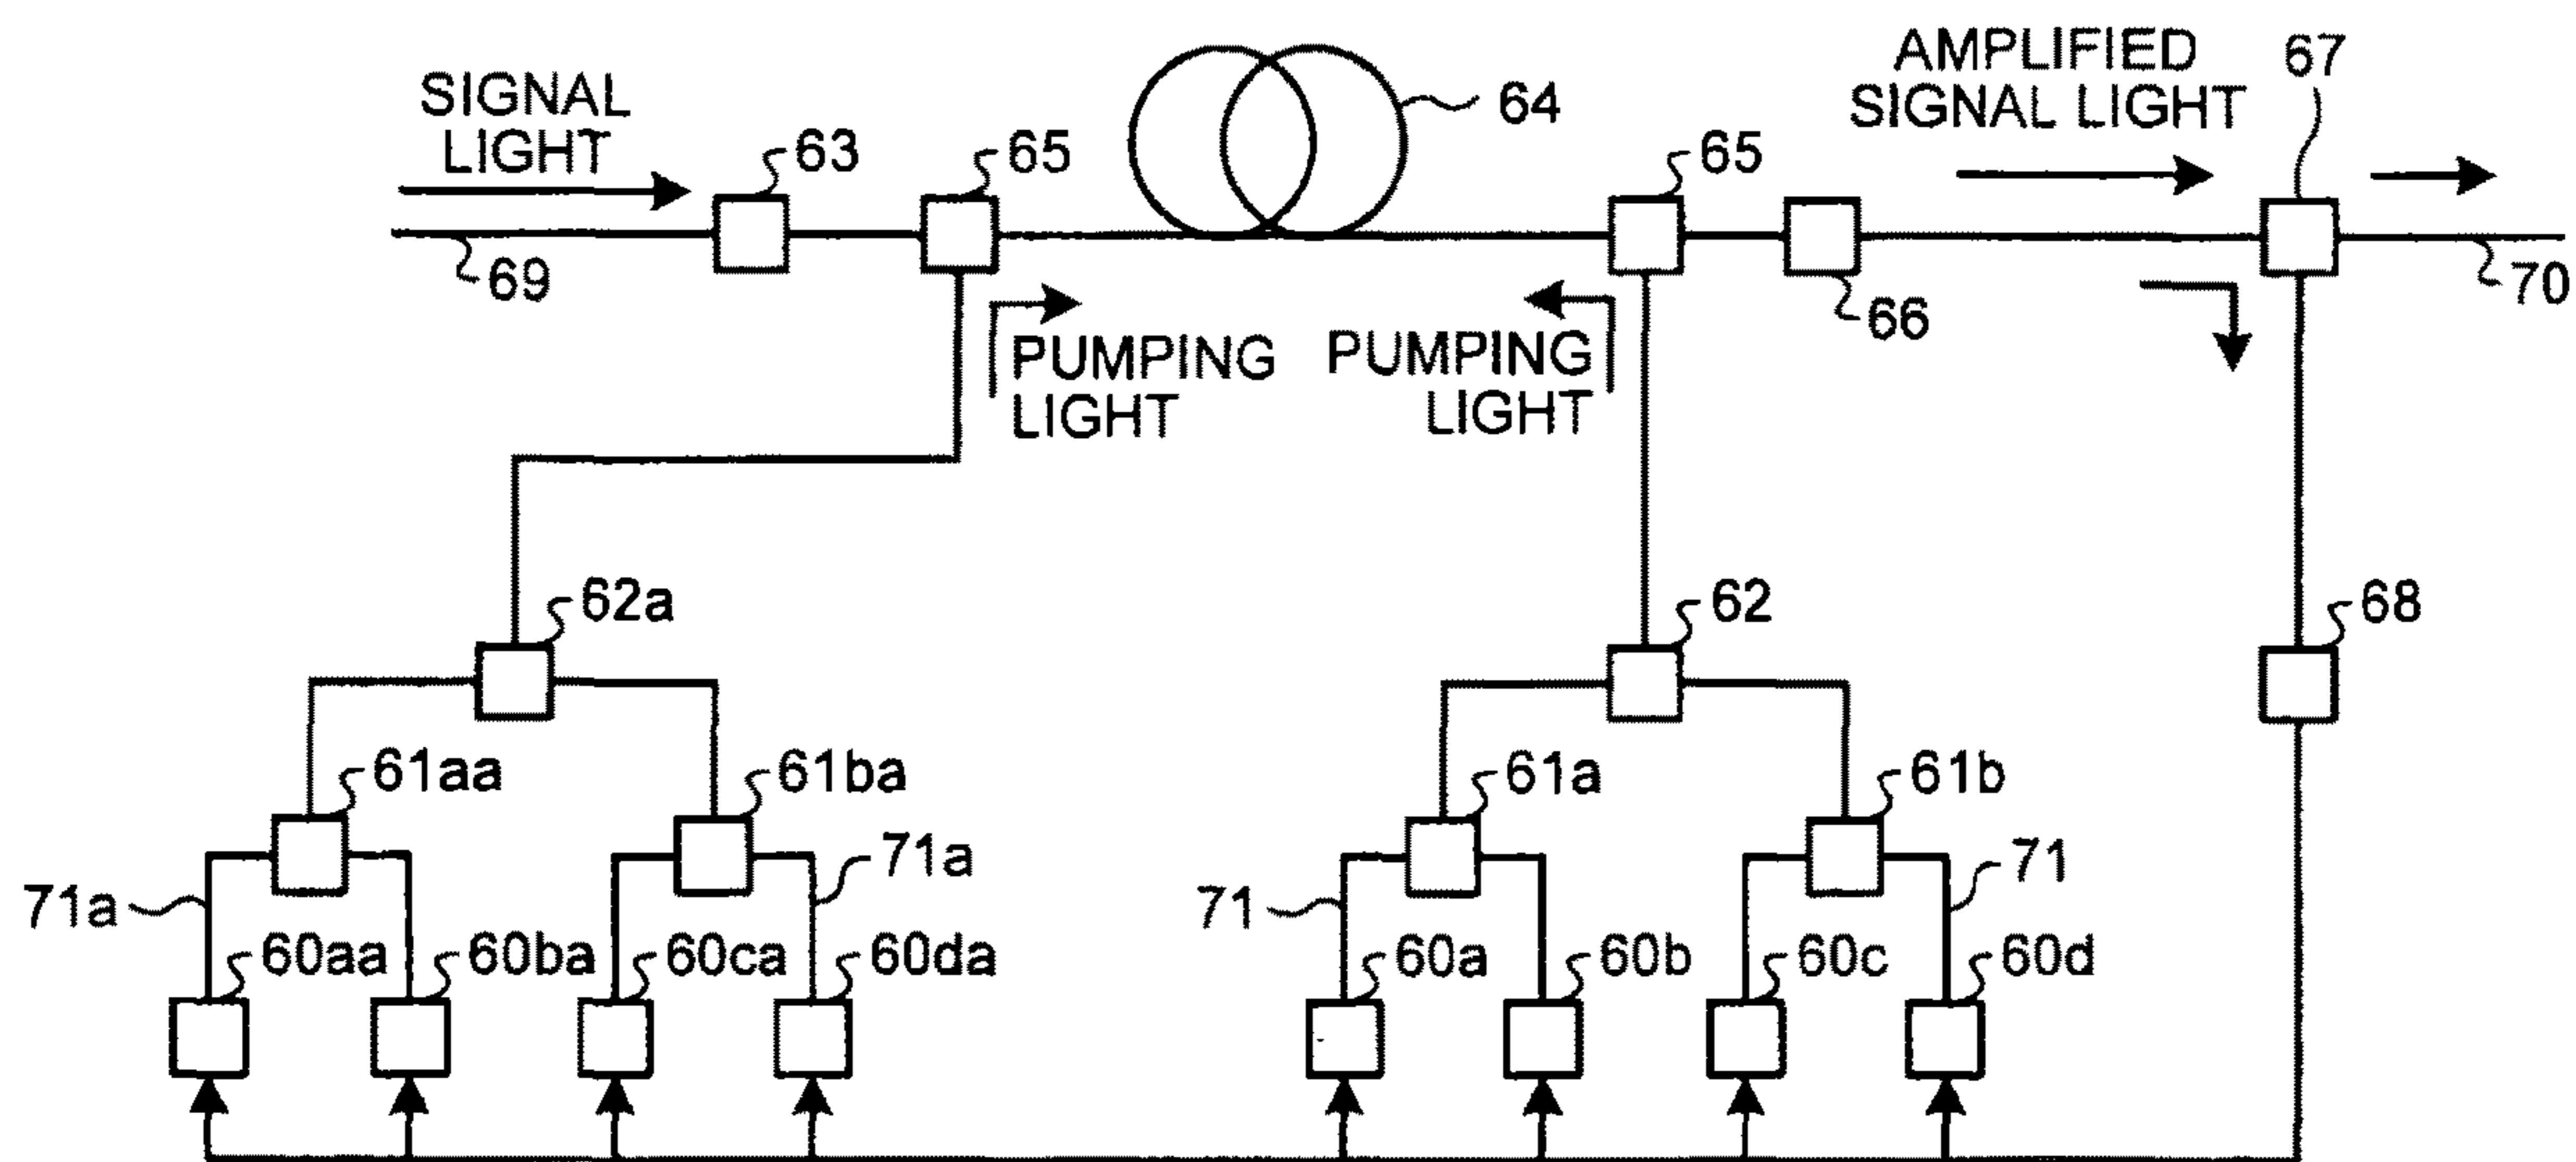 SIGNAL
LIGHT
63
65
64
65
AMPLIFIED
SIGNAL LIGHT
67
69
66
70
PUMPING
LIGHT
PUMPING
LIGHT
62a
62
68
61aa
61ba
61a
61b
71a
71a
71
71
60aa
60ba
60ca
60da
60a
60b
60c
60d